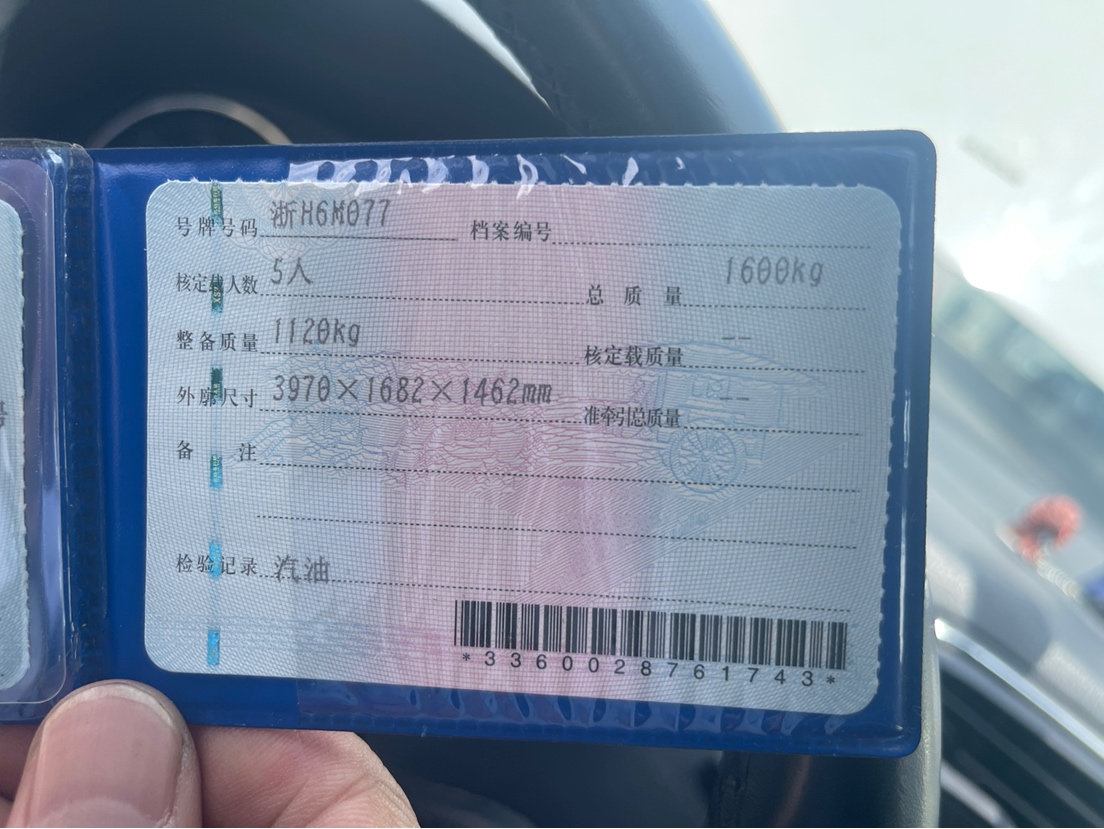 号牌号码 浙H6M077 档案编号
核定载人数 5人 总质量 1600kg
整备质量 1120kg 核定载质量 --
外廓尺寸 3970×1682×1462mm 准牵引总质量 --
备注
检验记录 汽油
*3360028761743*